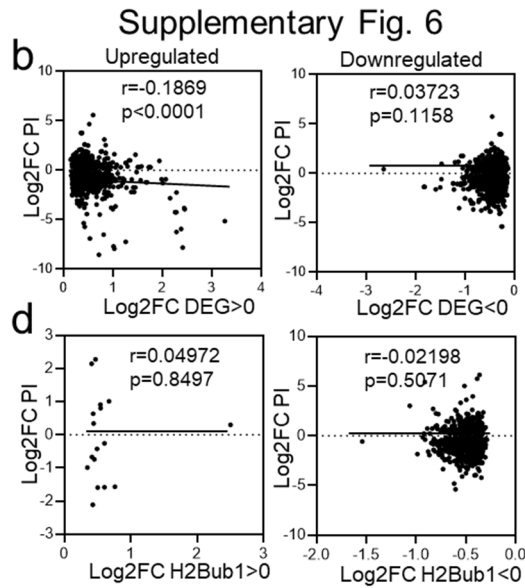 Supplementary Fig. 6
b
Upregulated
Downregulated
Log2FC PI
10
5
0
-5
-10
r=-0.1869
p<0.0001
0
1
2
3
4
Log2FC DEG>0
Log2FC PI
10
5
0
-5
-10
r=0.03723
p=0.1158
-4
-3
-2
-1
0
Log2FC DEG<0
d
Log2FC PI
3
2
1
0
-1
-2
-3
r=0.04972
p=0.8497
0
1
2
3
Log2FC H2Bub1>0
Log2FC PI
10
5
0
-5
-10
r=-0.02198
p=0.5071
-2.0
-1.5
-1.0
-0.5
0.0
Log2FC H2Bub1<0